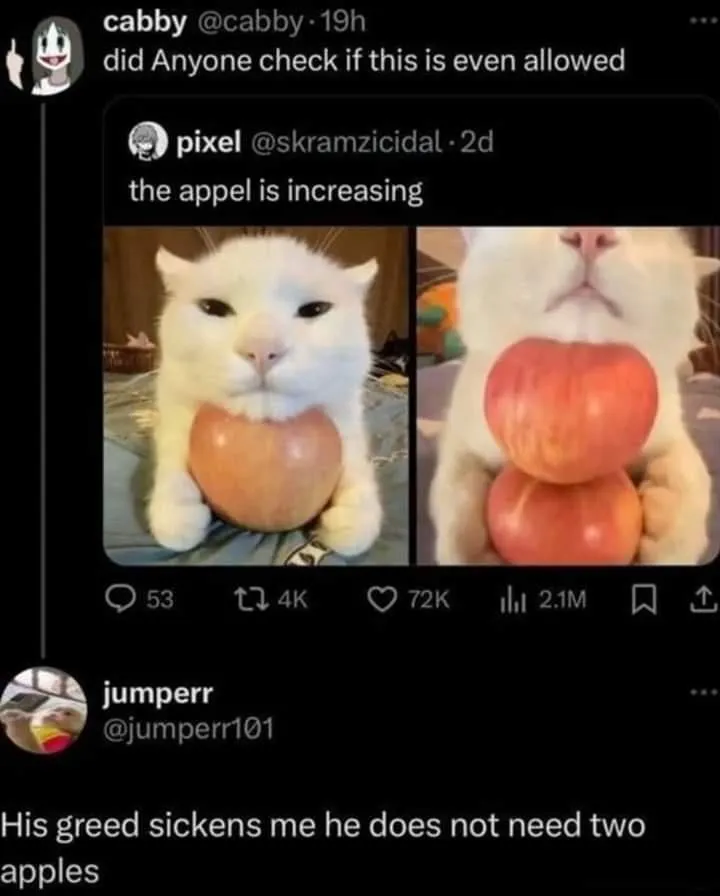 cabby @cabby · 19h
did Anyone check if this is even allowed
pixel @skramzicidal · 2d
the appel is increasing
53 4K 72K 2.1M
jumperr
@jumperr101
His greed sickens me he does not need two
apples